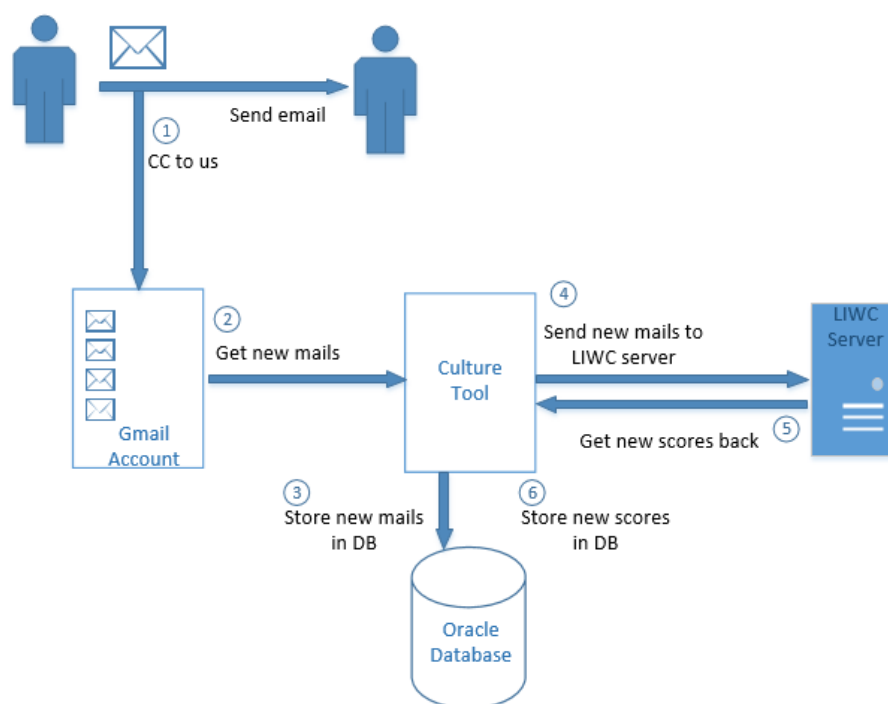 Send email
1
CC to us
2
Get new mails
Gmail
Account
Culture
Tool
4
Send new mails to
LIWC server
LIWC
Server
5
Get new scores back
3
Store new mails
in DB
6
Store new scores
in DB
Oracle
Database